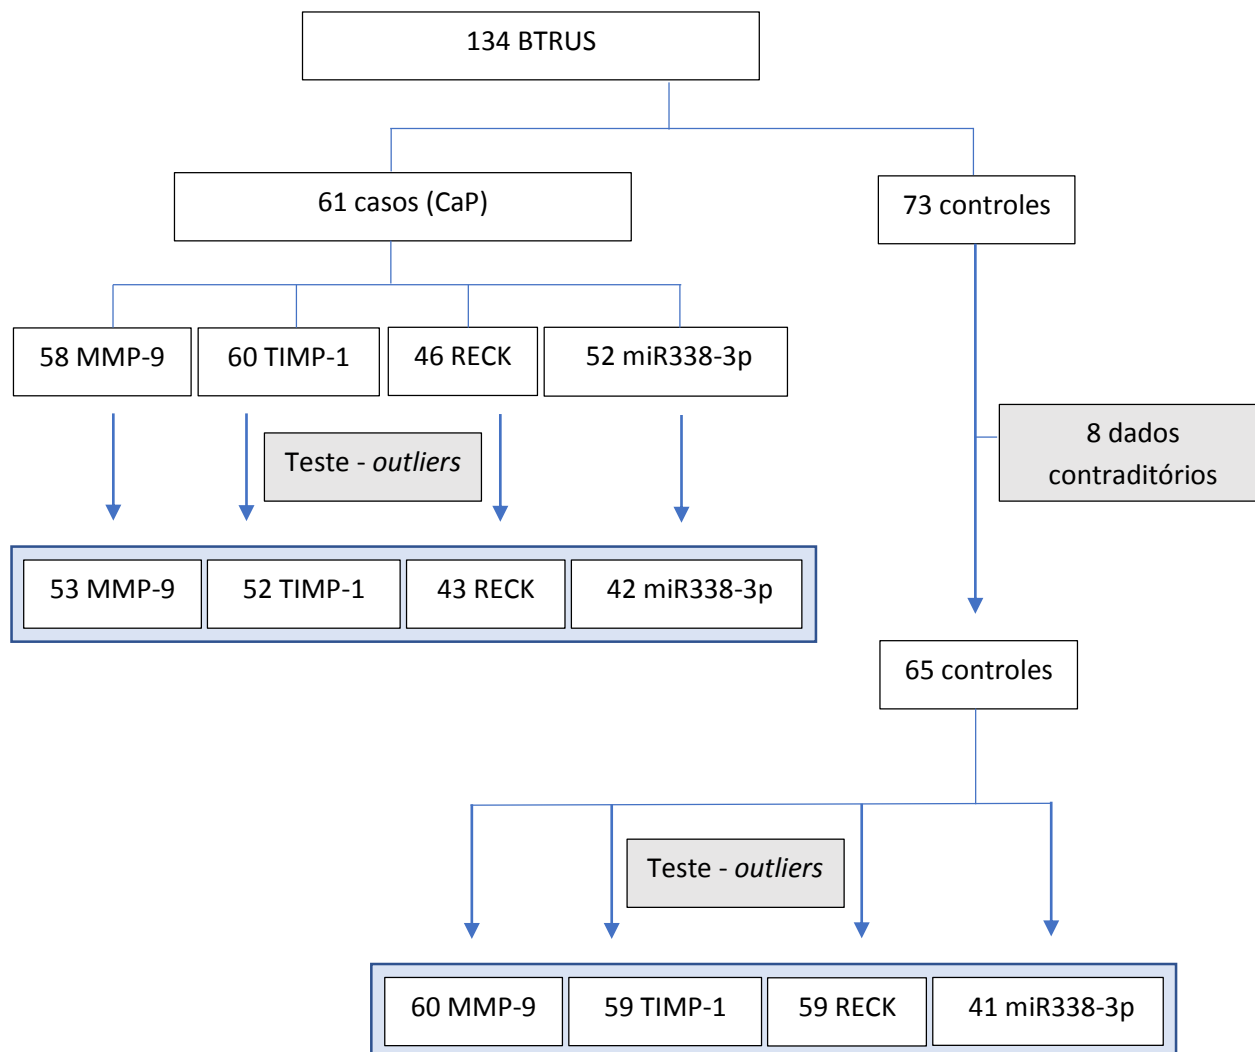 134 BTRUS
61 casos (CaP)
73 controles
58 MMP-9
60 TIMP-1
46 RECK
52 miR338-3p
Teste - outliers
8 dados
contraditórios
53 MMP-9
52 TIMP-1
43 RECK
42 miR338-3p
65 controles
Teste - outliers
60 MMP-9
59 TIMP-1
59 RECK
41 miR338-3p